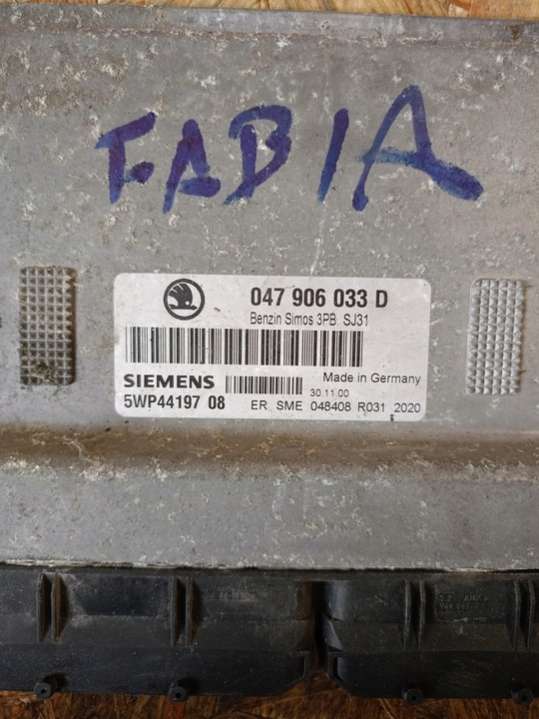 FABIA
047 906 033 D
Benzin Simos 3PB SJ31
SIEMENS Made in Germany
30.11.00
5WP44197 08 ER. SME 048408 R031 2020